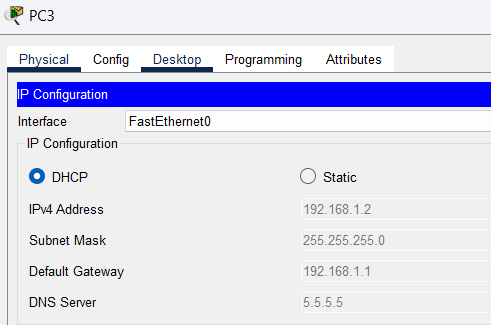 PC3
Physical Config Desktop Programming Attributes
IP Configuration
Interface FastEthernet0
IP Configuration
DHCP Static
IPv4 Address 192.168.1.2
Subnet Mask 255.255.255.0
Default Gateway 192.168.1.1
DNS Server 5.5.5.5